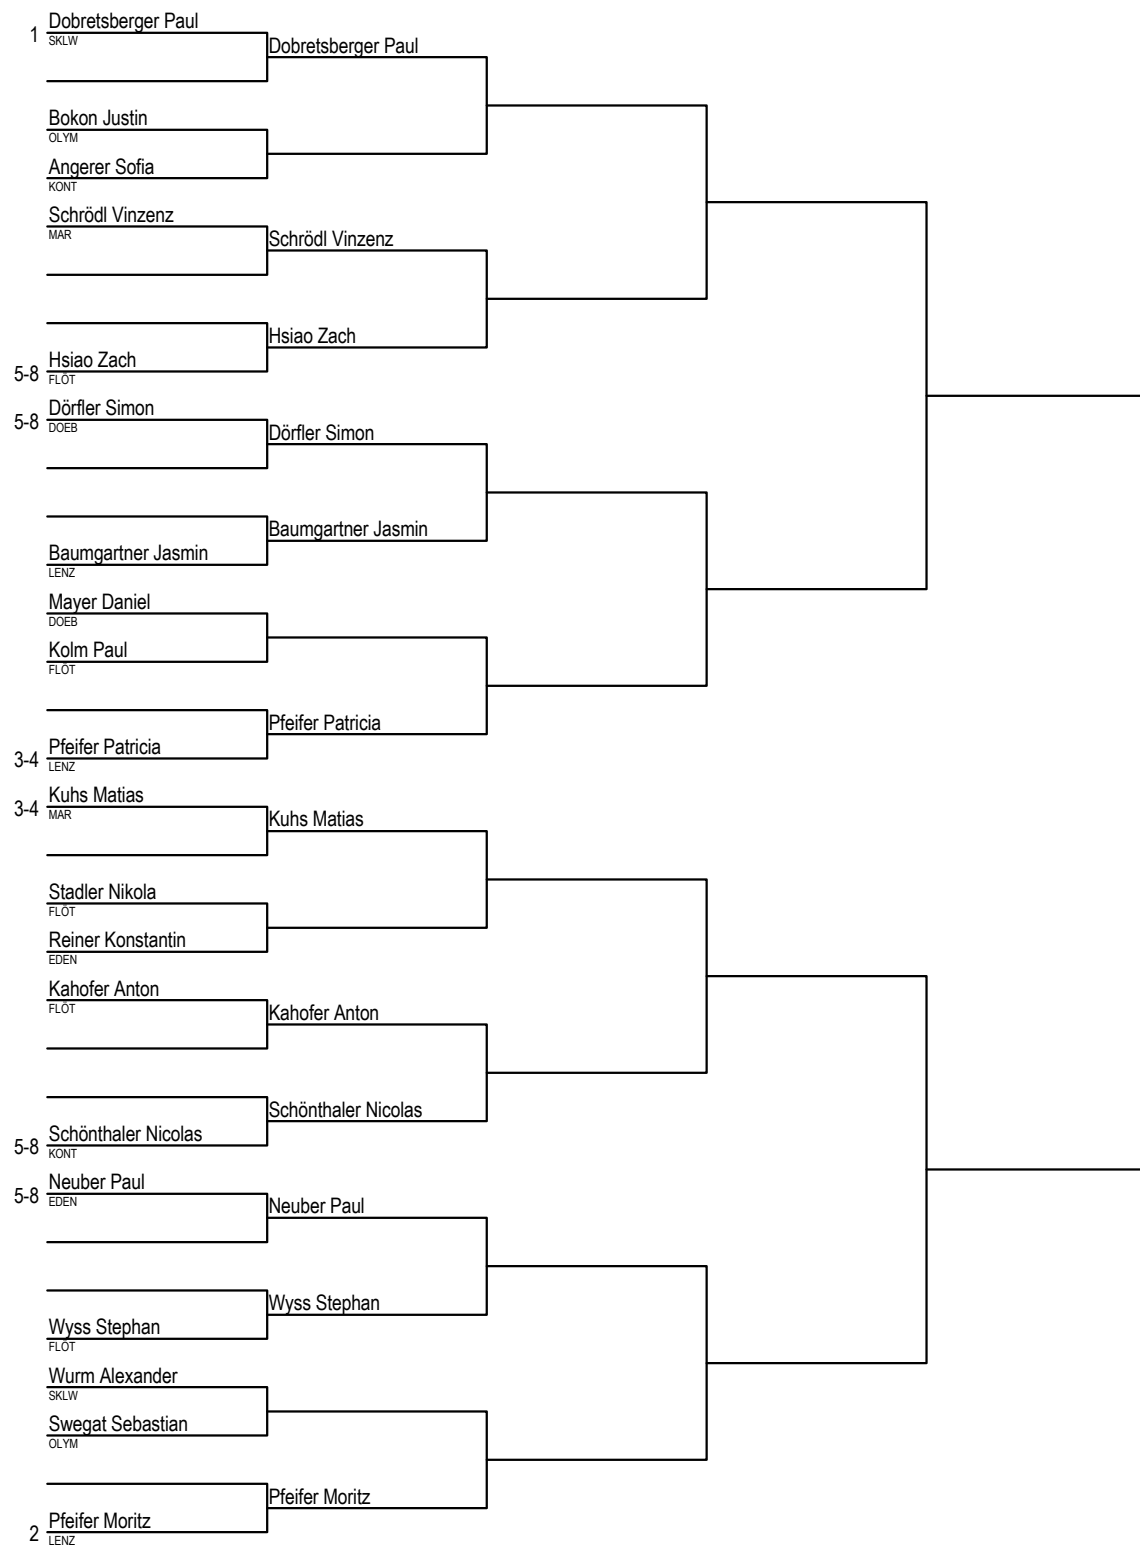 Dobretsberger Paul
1
SKLW
Dobretsberger Paul
Bokon Justin
OLYM
Angerer Sofia
KONT
Schrödl Vinzenz
MAR
Schrödl Vinzenz
Hsiao Zach
Hsiao Zach
5-8
FLÖT
Dörfler Simon
5-8
DOEB
Dörfler Simon
Baumgartner Jasmin
Baumgartner Jasmin
LENZ
Mayer Daniel
DOEB
Kolm Paul
FLÖT
Pfeifer Patricia
Pfeifer Patricia
3-4
LENZ
Kuhs Matias
3-4
MAR
Kuhs Matias
Stadler Nikola
FLÖT
Reiner Konstantin
EDEN
Kahofer Anton
FLÖT
Kahofer Anton
Schönthaler Nicolas
Schönthaler Nicolas
5-8
KONT
Neuber Paul
5-8
EDEN
Neuber Paul
Wyss Stephan
Wyss Stephan
FLÖT
Wurm Alexander
SKLW
Swegat Sebastian
OLYM
Pfeifer Moritz
Pfeifer Moritz
2
LENZ